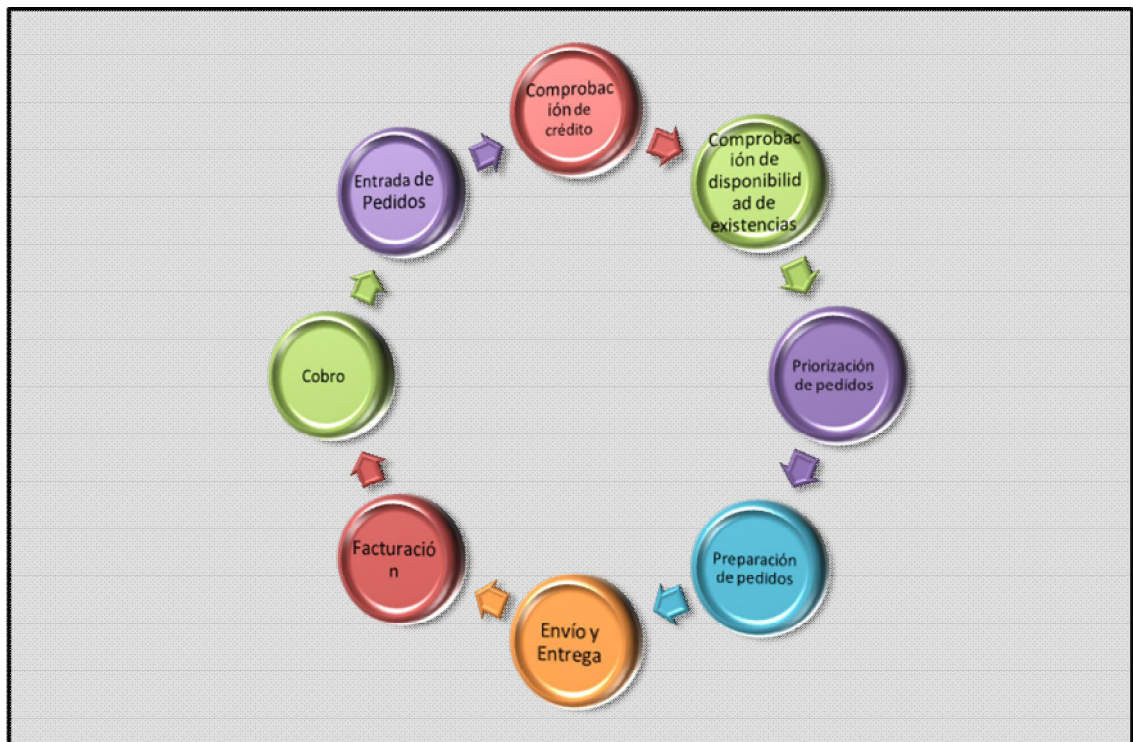 Comprobac
ión de
crédito
Comprobac
ión de
disponibilid
ad de
existencias
Priorización
de pedidos
Preparación
de pedidos
Envío y
Entrega
Facturació
n
Cobro
Entrada de
Pedidos